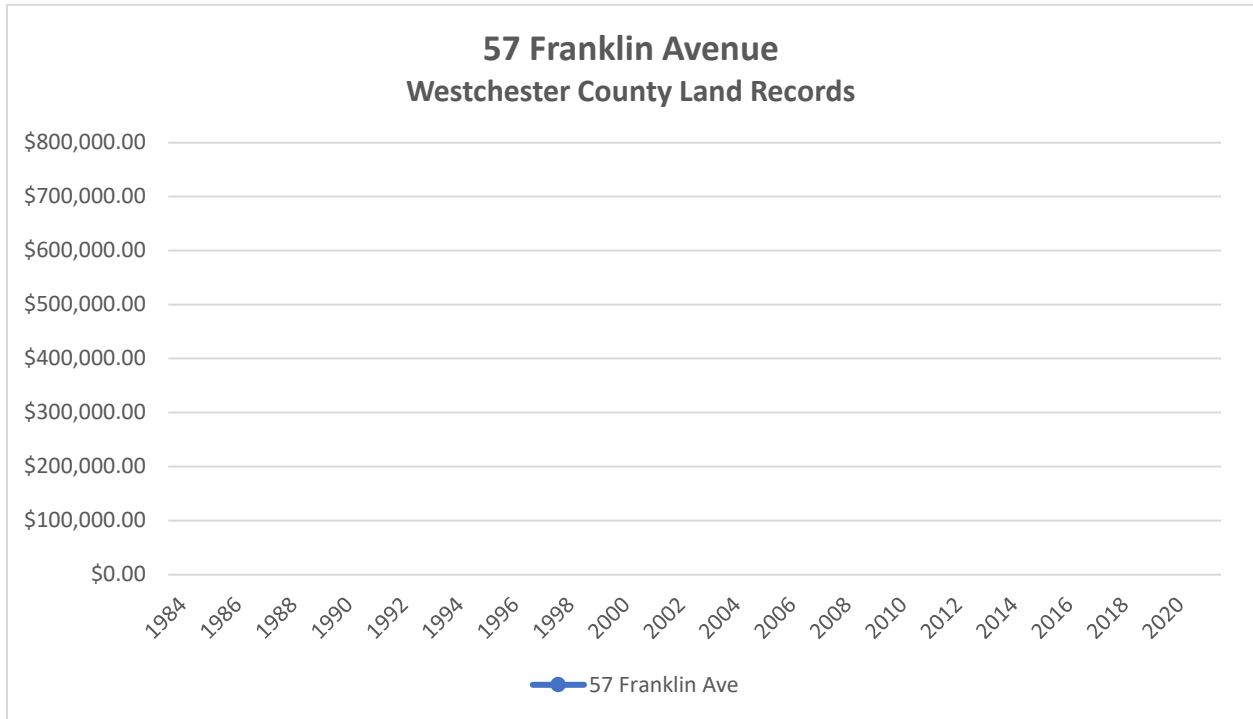 57 Franklin Avenue
Westchester County Land Records
$800,000.00
$700,000.00
$600,000.00
$500,000.00
$400,000.00
$300,000.00
$200,000.00
$100,000.00
$0.00
1984 1986 1988 1990 1992 1994 1996 1998 2000 2002 2004 2006 2008 2010 2012 2014 2016 2018 2020
57 Franklin Ave